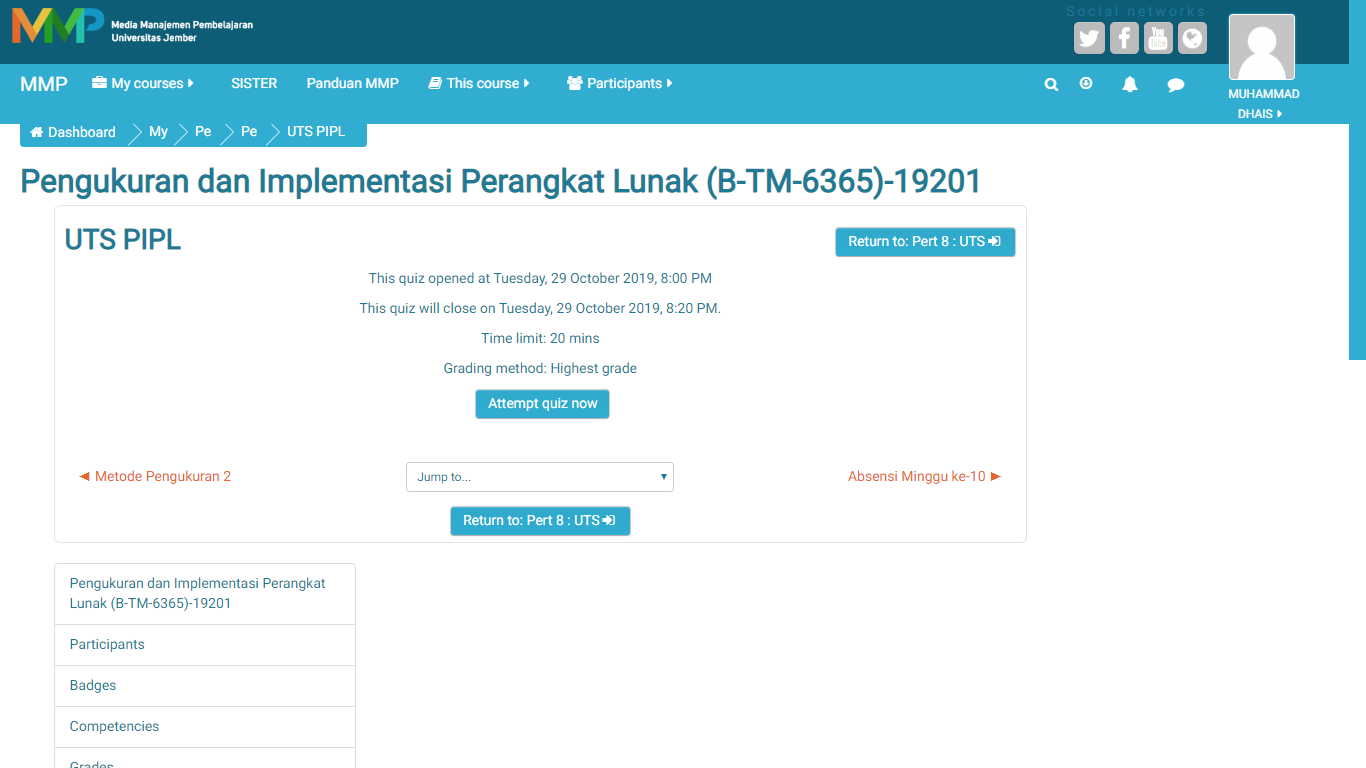 MMP Media Manajemen Pembelajaran
Universitas Jember
Social networks
You
Tube
MMP My courses SISTER Panduan MMP This course Participants
MUHAMMAD
DHAIS
Dashboard My Pe Pe UTS PIPL
Pengukuran dan Implementasi Perangkat Lunak (B-TM-6365)-19201
UTS PIPL
Return to: Pert 8 : UTS
This quiz opened at Tuesday, 29 October 2019, 8:00 PM
This quiz will close on Tuesday, 29 October 2019, 8:20 PM.
Time limit: 20 mins
Grading method: Highest grade
Attempt quiz now
◄ Metode Pengukuran 2
Jump to...
Absensi Minggu ke-10 ►
Return to: Pert 8 : UTS
Pengukuran dan Implementasi Perangkat
Lunak (B-TM-6365)-19201
Participants
Badges
Competencies
Grades